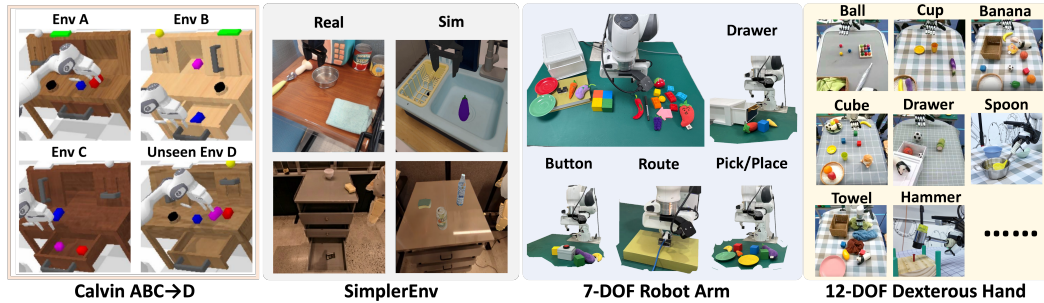 Env A
Env B
Env C
Unseen Env D
Calvin ABC→D
Real
Sim
SimplerEnv
Drawer
Button
Route
Pick/Place
7-DOF Robot Arm
Ball
Cup
Banana
Cube
Drawer
Spoon
Towel
Hammer
......
12-DOF Dexterous Hand